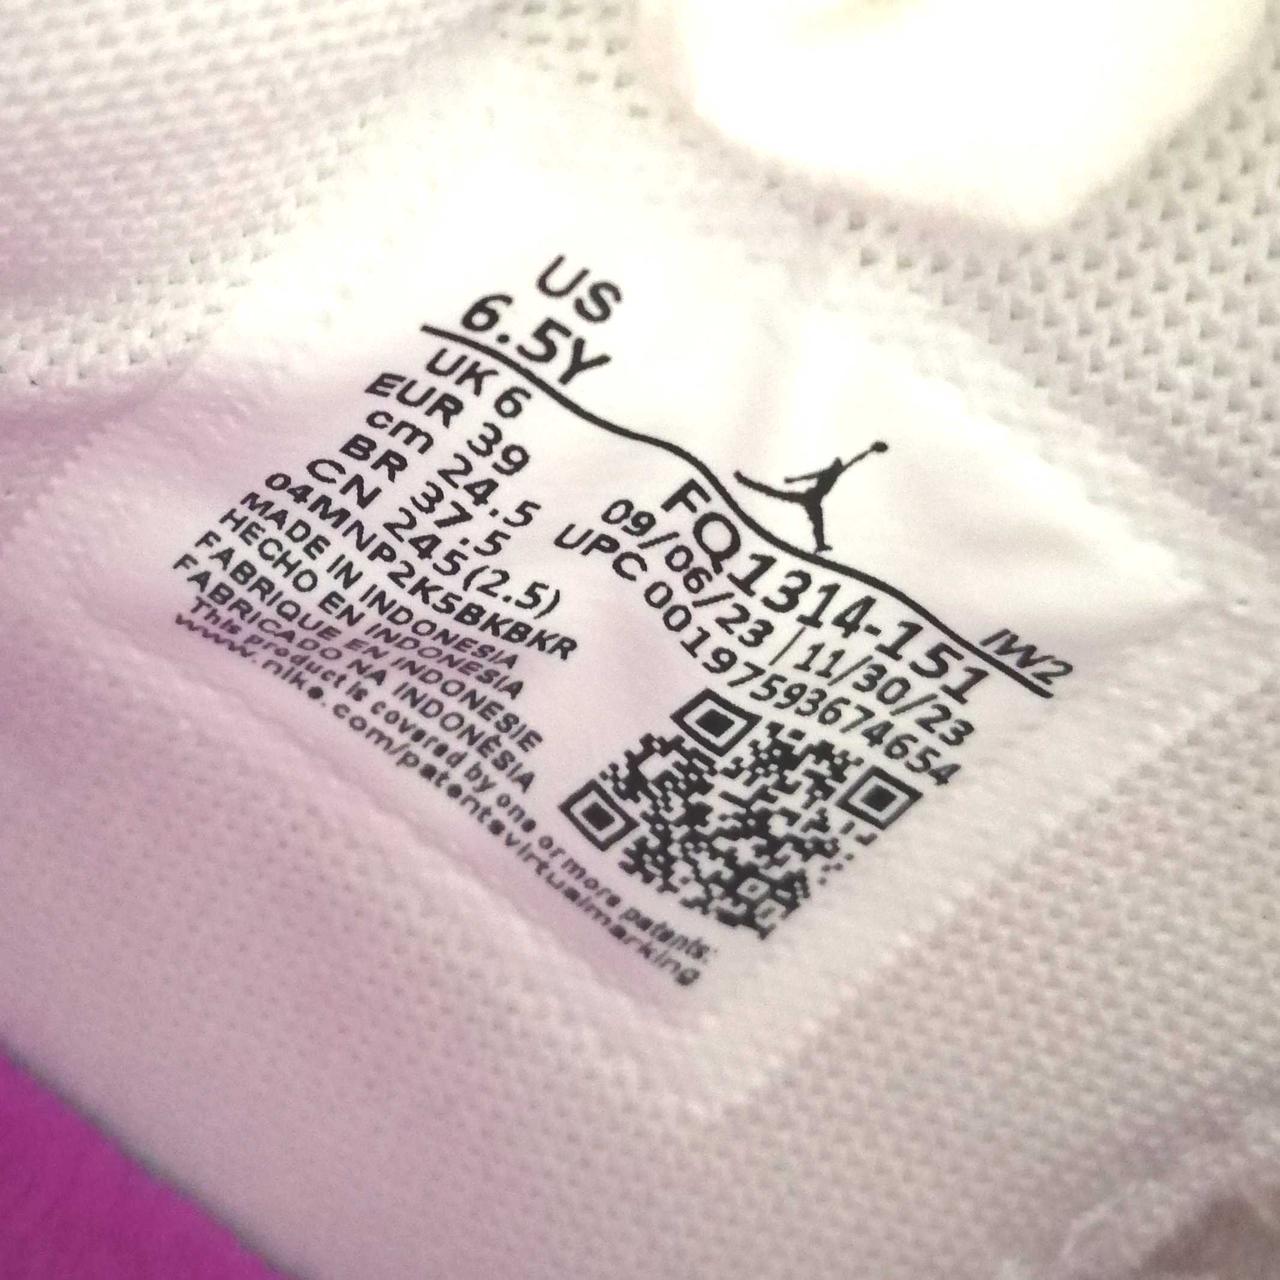 US
6.5Y
UK 6
EUR 39
cm 24.5
BR 37.5
CN 245(2.5)
04MNP2K5BKBKR
MADE IN INDONESIA
HECHO EN INDONESIA
FABRIQUE EN INDONESIE
FABRICADO NA INDONÉSIA
This product is covered by one or more patents:
www.nike.com/patentsvirtualmarking
IW2
FQ1314-151
09/06/23 | 11/30/23
UPC 00197593674654